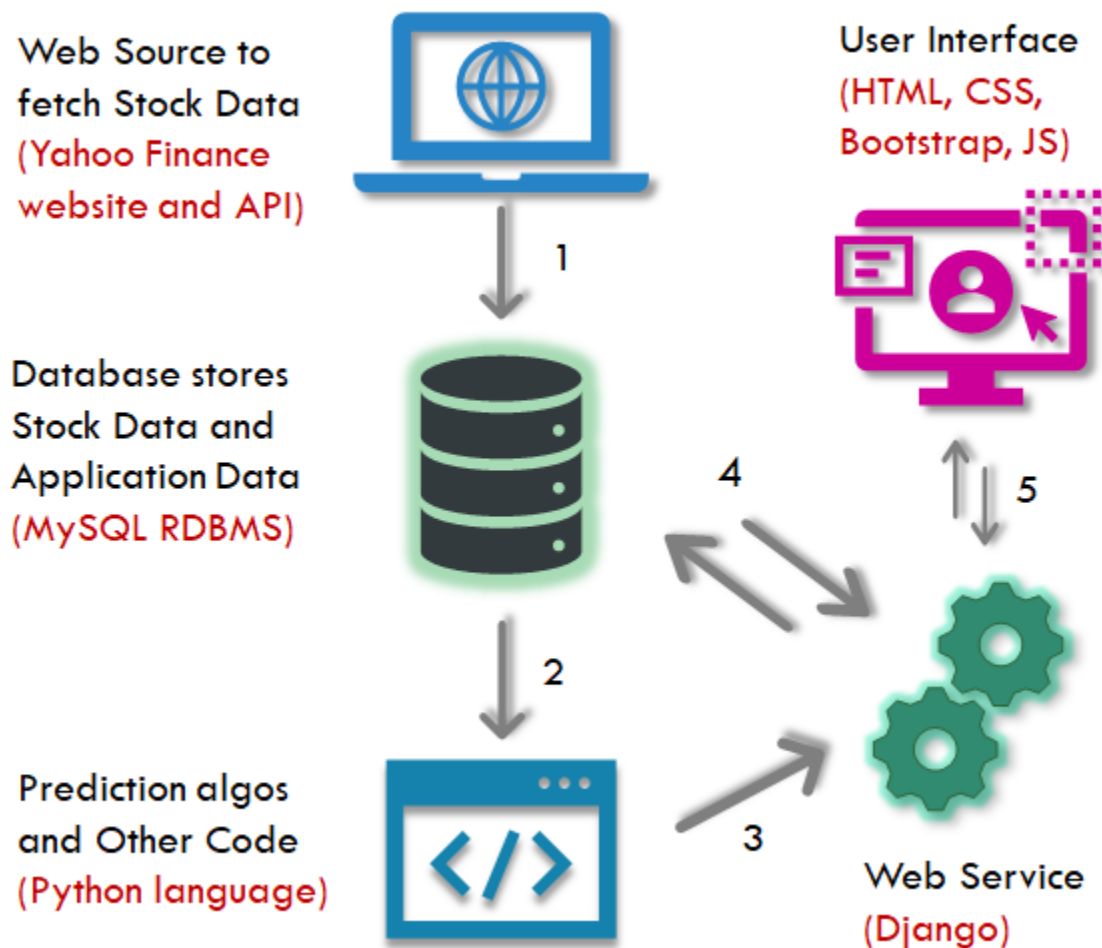 Web Source to
fetch Stock Data
(Yahoo Finance
website and API)
User Interface
(HTML, CSS,
Bootstrap, JS)
1
Database stores
Stock Data and
Application Data
(MySQL RDBMS)
4
5
2
Prediction algos
and Other Code
(Python language)
</>
3
Web Service
(Django)